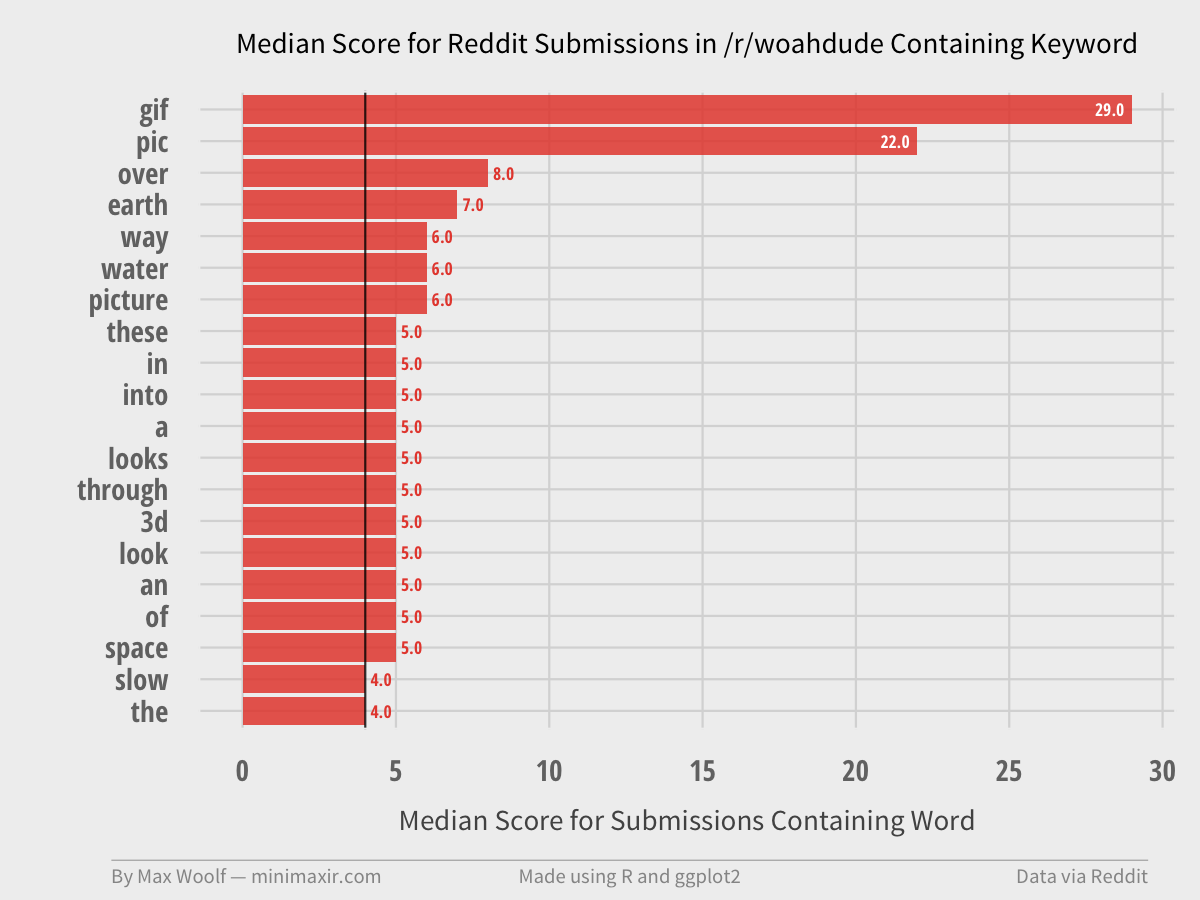 Median Score for Reddit Submissions in /r/woahdude Containing Keyword
gif 29.0
pic 22.0
over 8.0
earth 7.0
way 6.0
water 6.0
picture 6.0
these 5.0
in 5.0
into 5.0
a 5.0
looks 5.0
through 5.0
3d 5.0
look 5.0
an 5.0
of 5.0
space 5.0
slow 4.0
the 4.0
0 5 10 15 20 25 30
Median Score for Submissions Containing Word
By Max Woolf — minimaxir.com Made using R and ggplot2 Data via Reddit